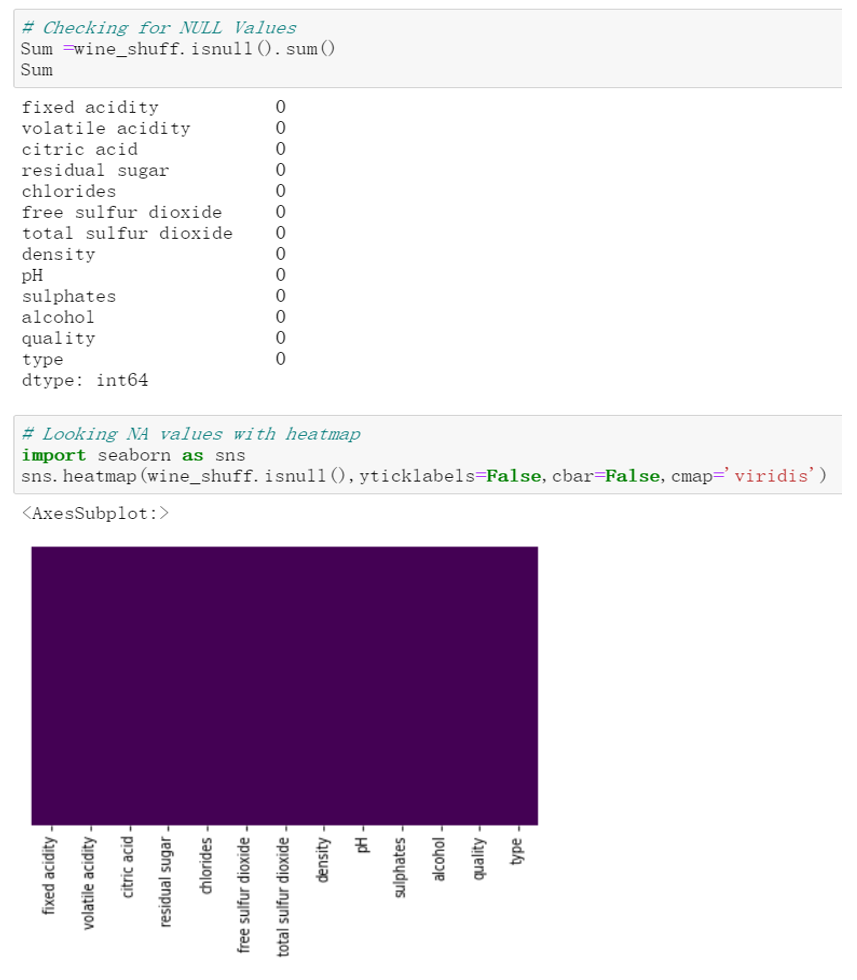 # Checking for NULL Values
Sum =wine_shuff.isnull().sum()
Sum
fixed acidity 0
volatile acidity 0
citric acid 0
residual sugar 0
chlorides 0
free sulfur dioxide 0
total sulfur dioxide 0
density 0
pH 0
sulphates 0
alcohol 0
quality 0
type 0
dtype: int64
# Looking NA values with heatmap
import seaborn as sns
sns.heatmap(wine_shuff.isnull(),yticklabels=False,cbar=False,cmap='viridis')
<AxesSubplot:>
fixed acidity
volatile acidity
citric acid
residual sugar
chlorides
free sulfur dioxide
total sulfur dioxide
density
pH
sulphates
alcohol
quality
type